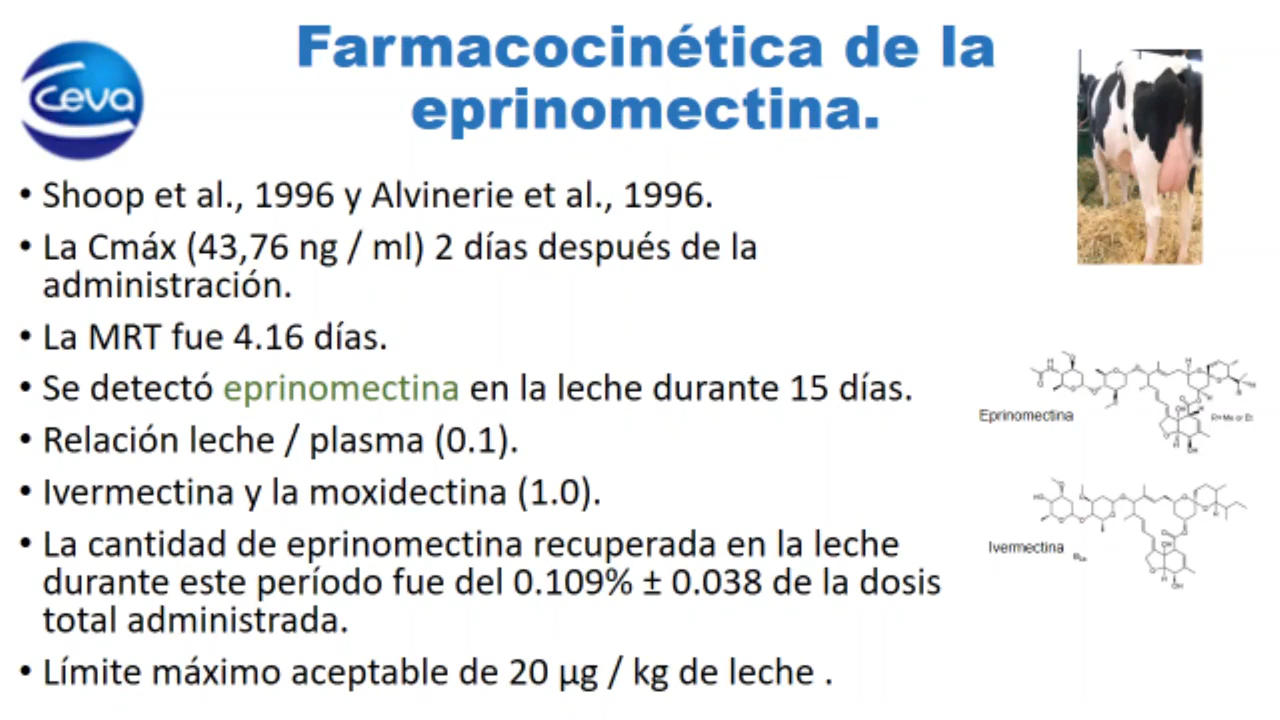 Ceva
Farmacocinética de la
eprinomectina.
• Shoop et al., 1996 y Alvinerie et al., 1996.
• La Cmáx (43,76 ng / ml) 2 días después de la
administración.
• La MRT fue 4.16 días.
• Se detectó eprinomectina en la leche durante 15 días.
• Relación leche / plasma (0.1).
• Ivermectina y la moxidectina (1.0).
• La cantidad de eprinomectina recuperada en la leche
durante este período fue del 0.109% ± 0.038 de la dosis
total administrada.
• Límite máximo aceptable de 20 µg / kg de leche .
Eprinomectina
R=Me or Et
Ivermectina